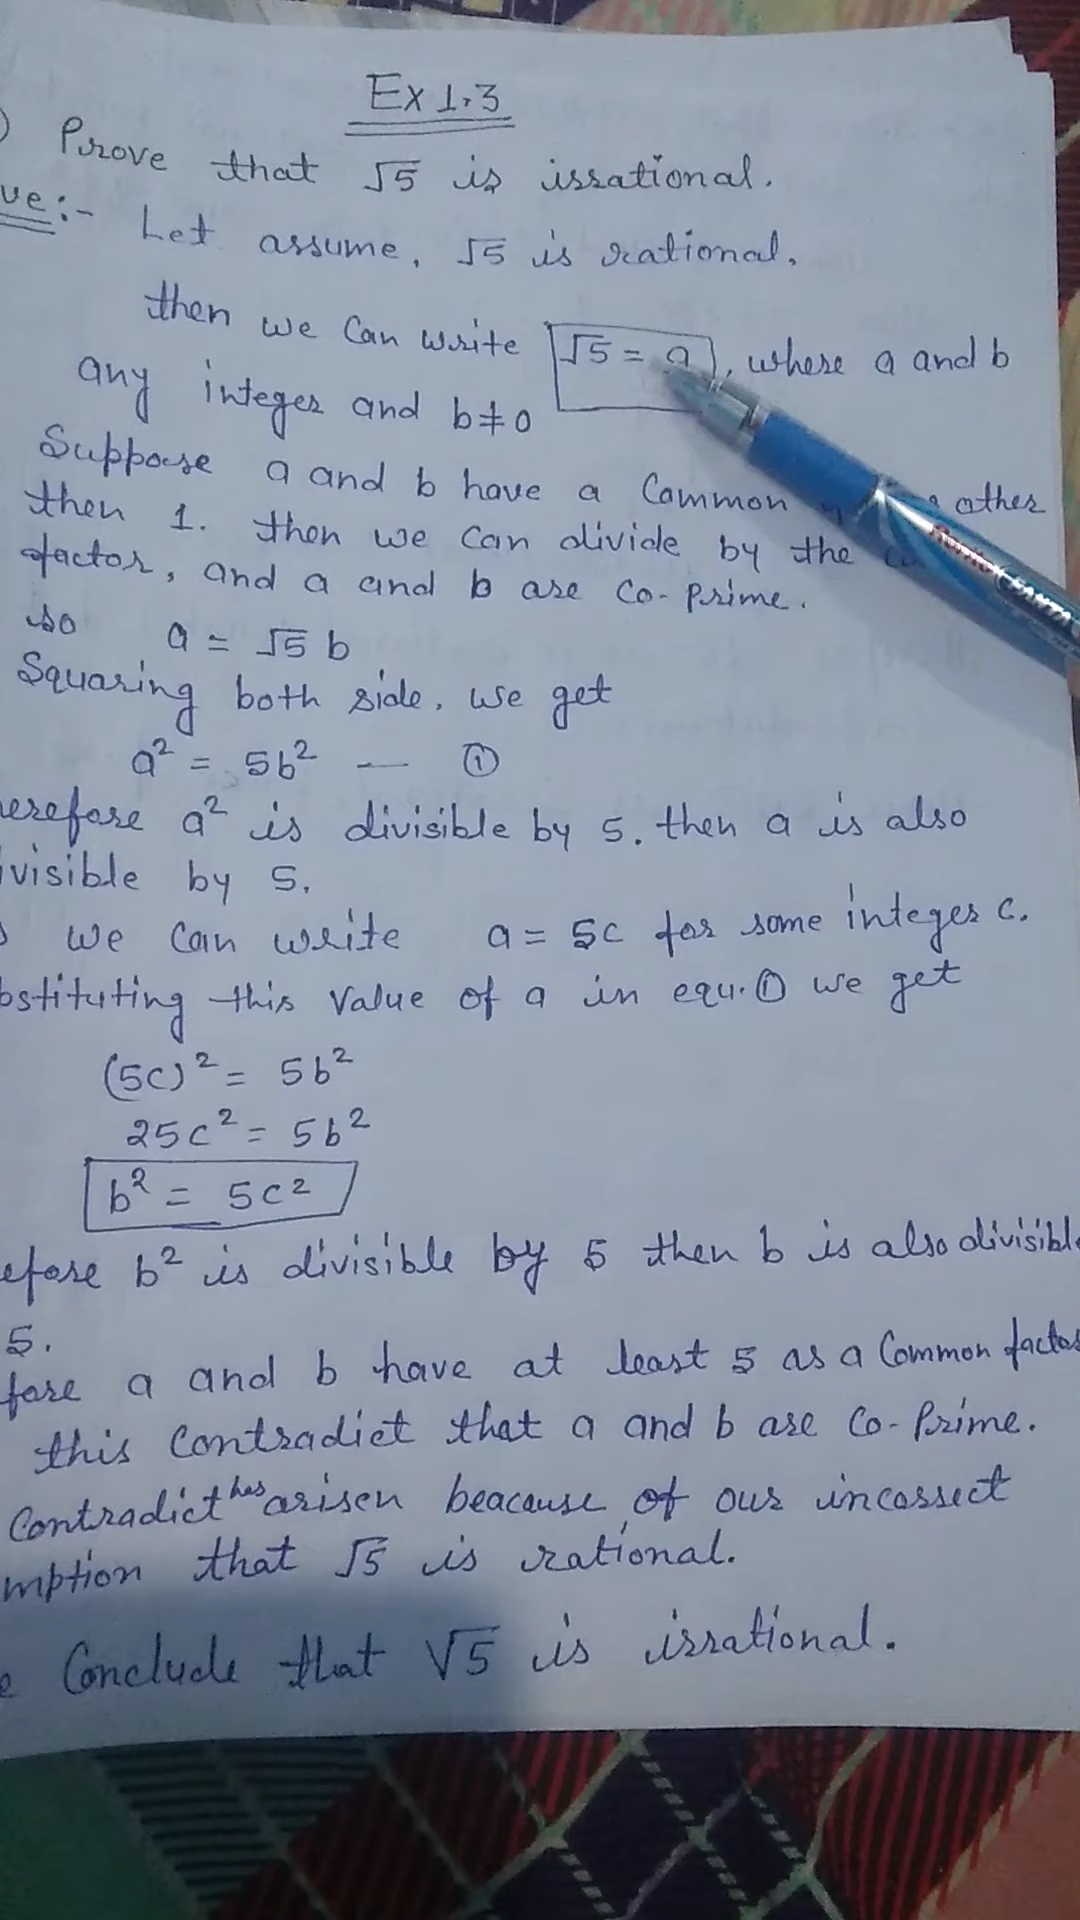 Ex 1.3
) Prove that √5 is irrational.
ve:- Let assume, √5 is rational,
then we Can write √5 = a, where a and b
any integer and b≠0
Suppose a and b have a Common other
then 1. then we Can divide by the
factor, and a and b are Co-prime.
so a = √5 b
Squaring both side, we get
a² = 5b² — ①
erefore a² is divisible by 5. then a is also
ivisible by 5.
we Can write a = 5c for some integer c.
bstituting this Value of a in equ.① we get
(5c)² = 5b²
25c² = 5b²
b² = 5c²
efore b² is divisible by 5 then b is also divisible
5.
fore a and b have at least 5 as a Common factor
this Contradict that a and b are Co-Prime.
Contradict has arisen beacause of our incorrect
mption that √5 is rational.
e Conclude that √5 is irrational.